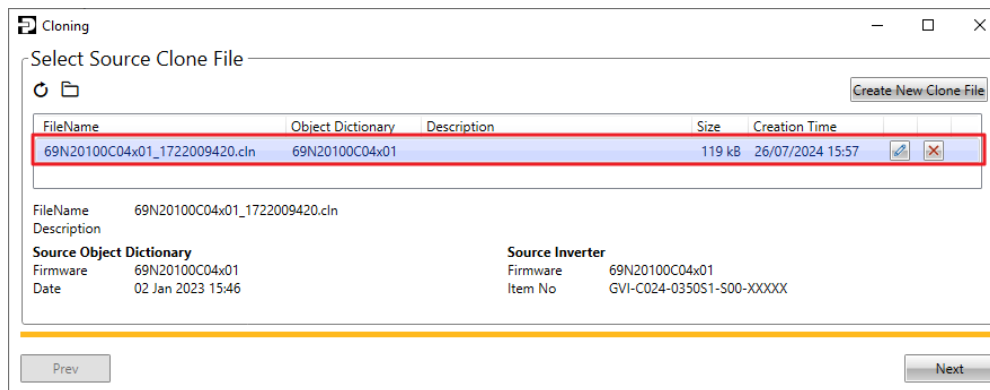 Cloning
Select Source Clone File
Create New Clone File
FileName Object Dictionary Description Size Creation Time
69N20100C04x01_1722009420.cln 69N20100C04x01 119 kB 26/07/2024 15:57
FileName 69N20100C04x01_1722009420.cln
Description
Source Object Dictionary Source Inverter
Firmware 69N20100C04x01 Firmware 69N20100C04x01
Date 02 Jan 2023 15:46 Item No GVI-C024-0350S1-S00-XXXXX
Prev Next